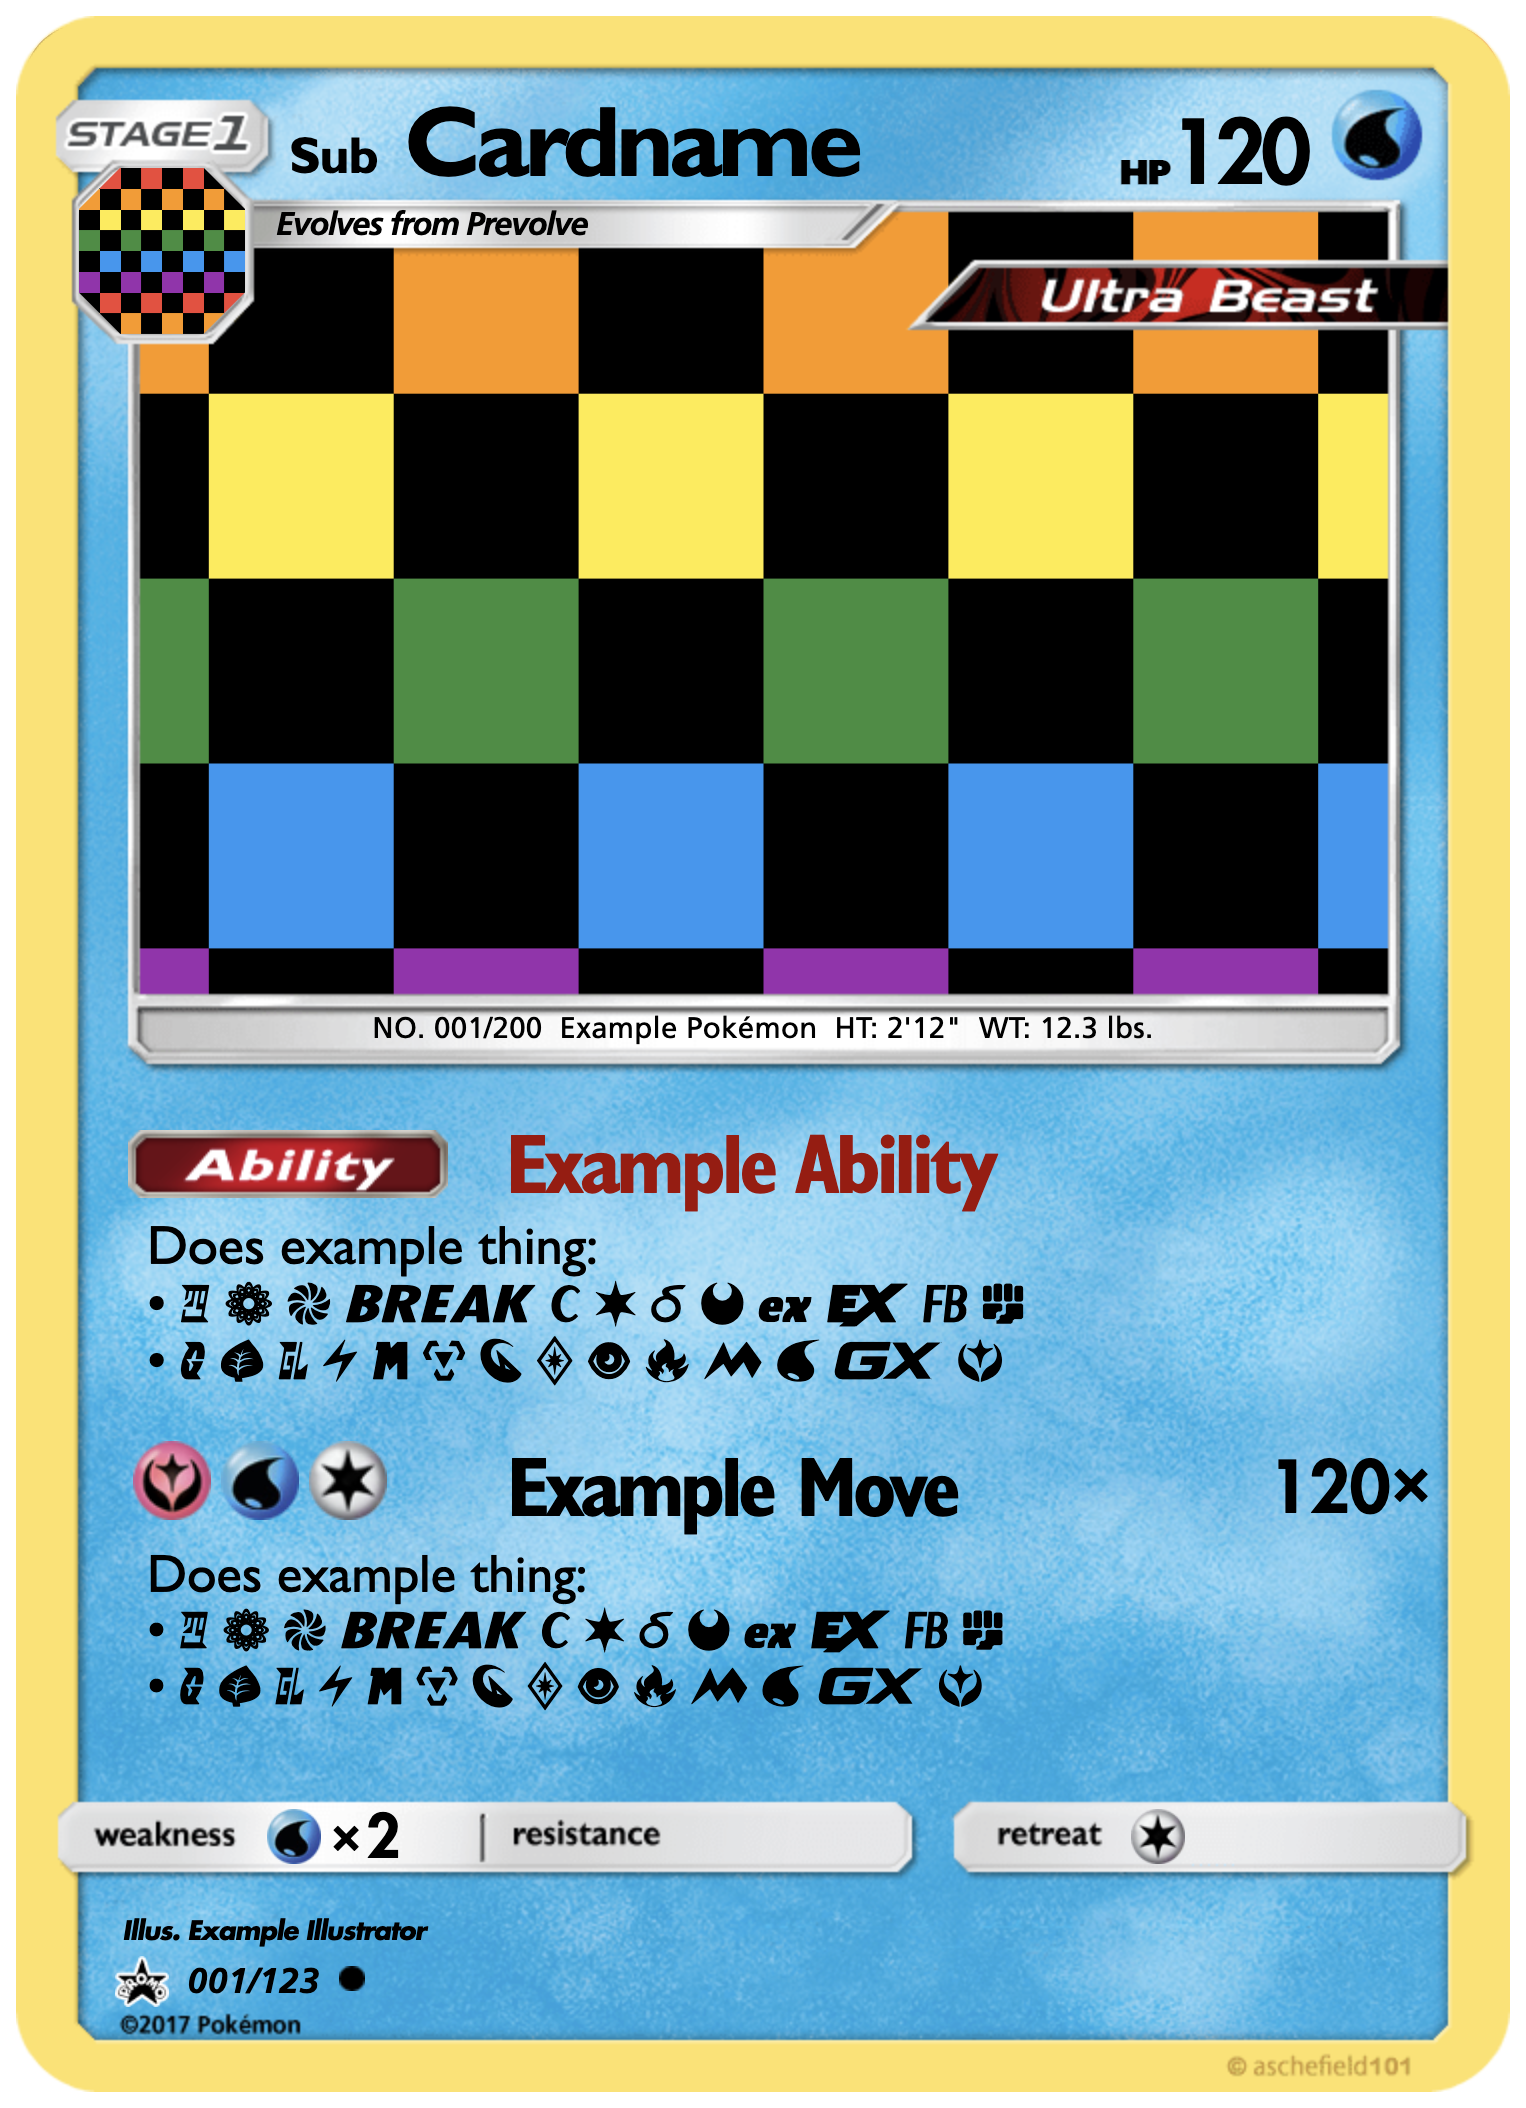 STAGE 1
Sub Cardname
HP 120
Evolves from Prevolve
Ultra Beast
NO. 001/200 Example Pokémon HT: 2'12" WT: 12.3 lbs.
Ability Example Ability
Does example thing:
• BREAK C δ ex EX FB
• G GL M GX
Example Move 120×
Does example thing:
• BREAK C δ ex EX FB
• G GL M GX
weakness ×2 resistance retreat
Illus. Example Illustrator
PROMO 001/123 ●
©2017 Pokémon
© aschefield101